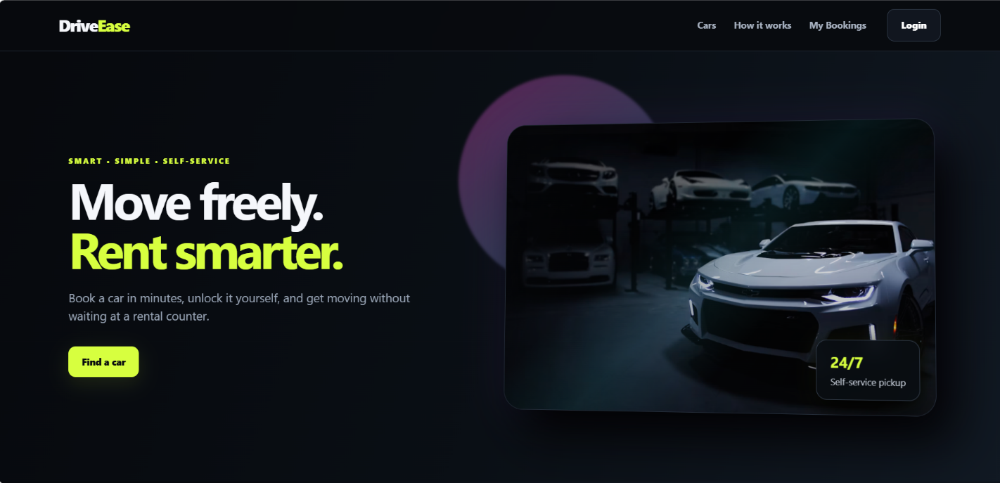 DriveEase
Cars
How it works
My Bookings
Login
SMART • SIMPLE • SELF-SERVICE
Move freely.
Rent smarter.
Book a car in minutes, unlock it yourself, and get moving without
waiting at a rental counter.
Find a car
24/7
Self-service pickup